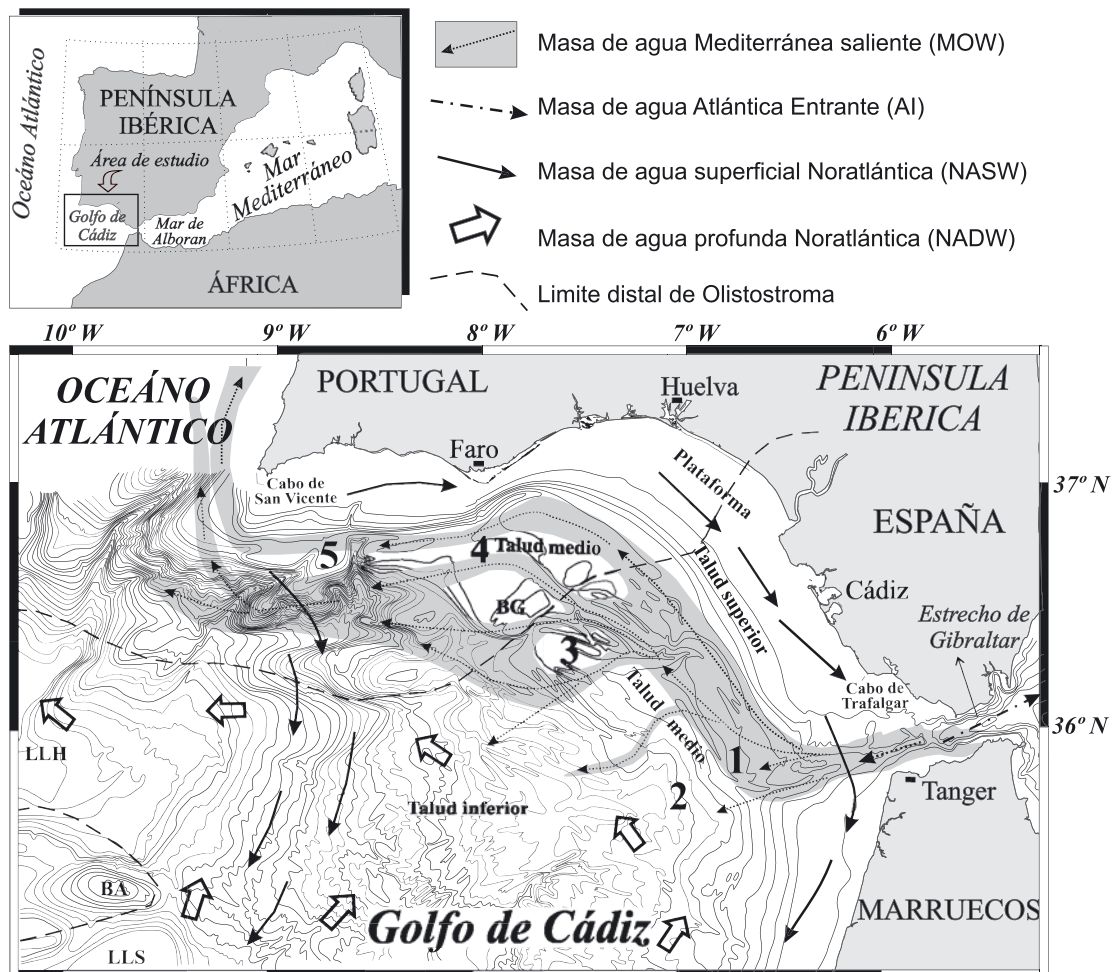 Oceáno Atlántico
PENÍNSULA
IBÉRICA
Área de estudio
Golfo de
Cádiz
Mar de
Alboran
Mar
Mediterráneo
ÁFRICA
Masa de agua Mediterránea saliente (MOW)
Masa de agua Atlántica Entrante (AI)
Masa de agua superficial Noratlántica (NASW)
Masa de agua profunda Noratlántica (NADW)
Limite distal de Olistostroma
10º W
9º W
8º W
7º W
6º W
OCEÁNO
ATLÁNTICO
PORTUGAL
Huelva
PENINSULA
IBERICA
Faro
Cabo de
San Vicente
Plataforma
37º N
ESPAÑA
5
4
Talud medio
Talud superior
BG
Cádiz
Estrecho de
Gibraltar
3
Talud medio
Cabo de
Trafalgar
36º N
LLH
1
2
Tanger
Talud inferior
BA
Golfo de Cádiz
MARRUECOS
LLS